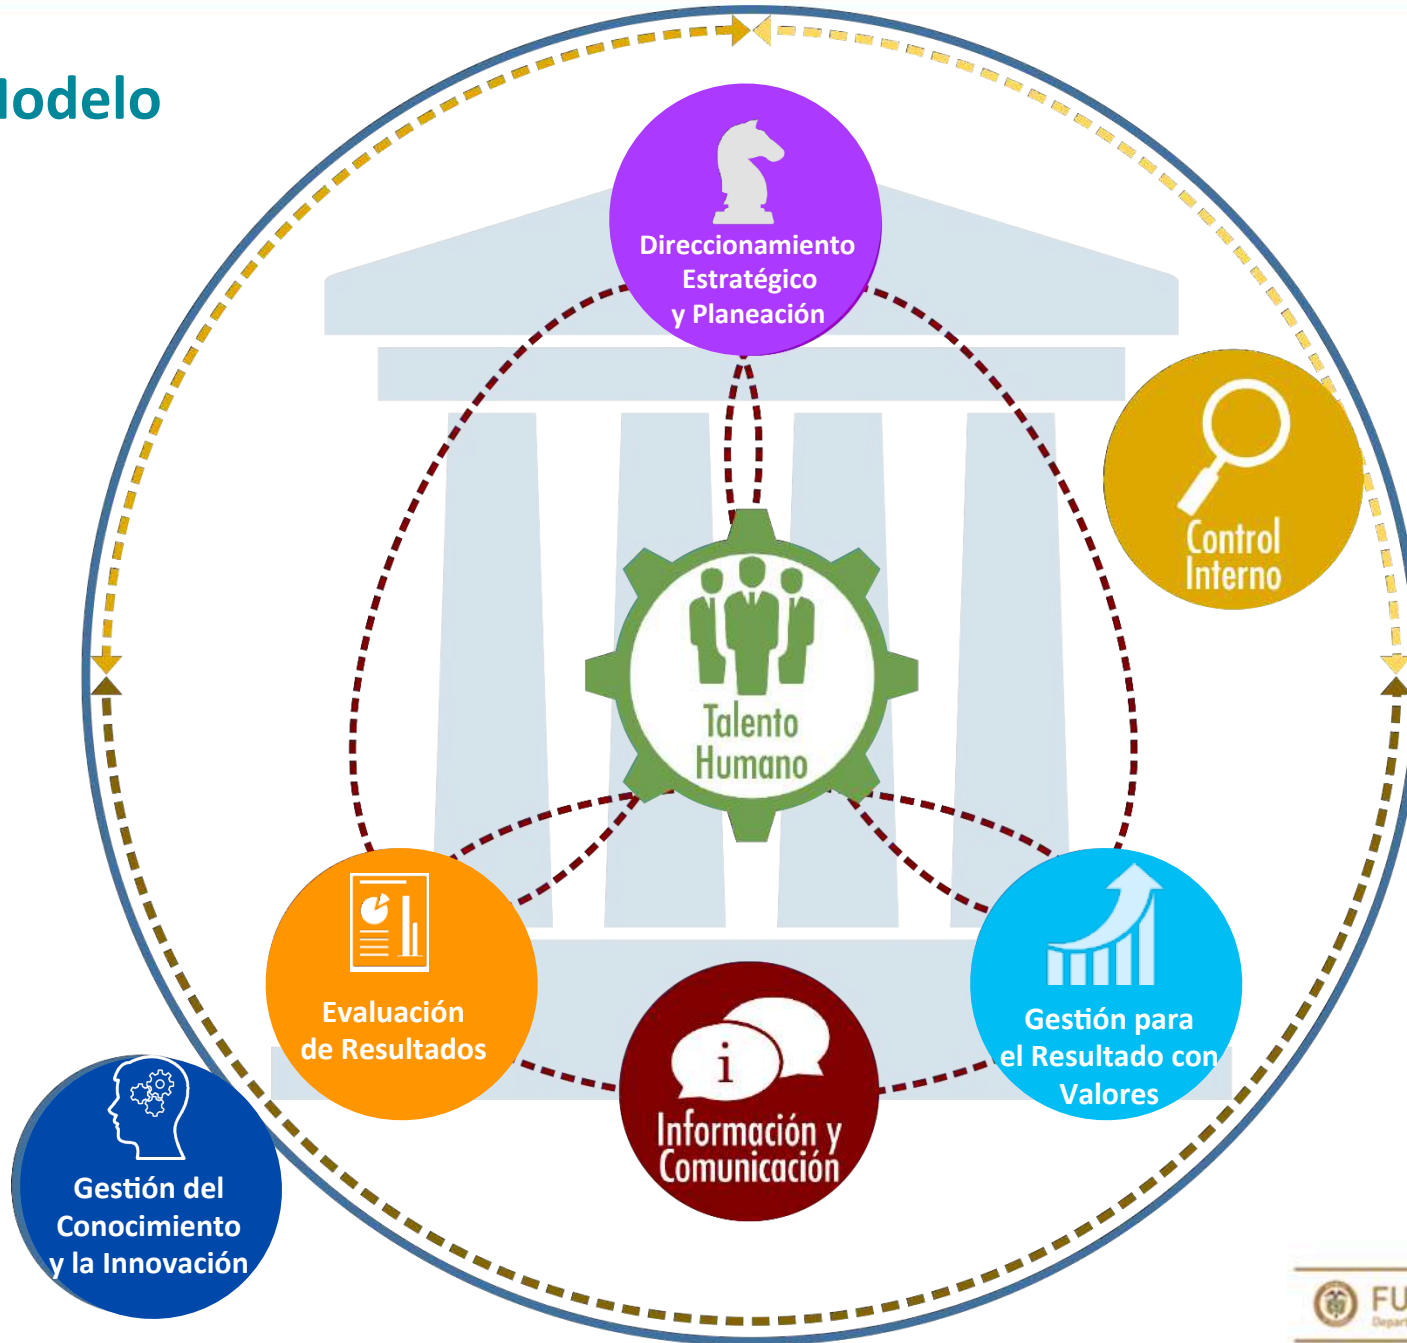 Modelo
Direccionamiento
Estratégico
y Planeación
Control
Interno
Talento
Humano
Evaluación
de Resultados
Gestión para
el Resultado con
Valores
i
Información y
Comunicación
Gestión del
Conocimiento
y la Innovación
FU